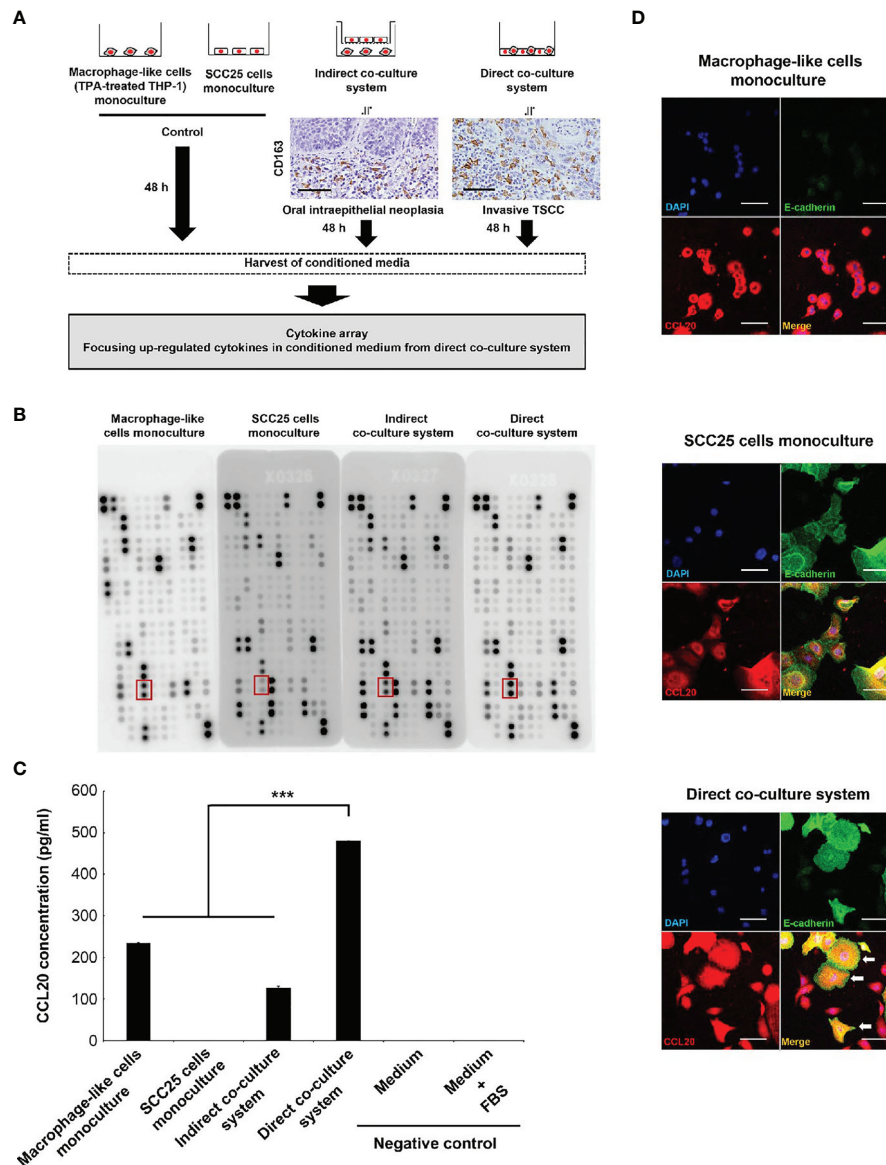 A
Macrophage-like cells
(TPA-treated THP-1)
monoculture
SCC25 cells
monoculture
Indirect co-culture
system
Direct co-culture
system
Control
48 h
CD163
Oral intraepithelial neoplasia
Invasive TSCC
48 h
48 h
Harvest of conditioned media
Cytokine array
Focusing up-regulated cytokines in conditioned medium from direct co-culture system
B
Macrophage-like
cells monoculture
SCC25 cells
monoculture
Indirect
co-culture system
Direct
co-culture system
X0326
X0327
X0328
C
CCL20 concentration (pg/ml)
600
500
400
300
200
100
0
***
Macrophage-like cells
monoculture
SCC25 cells
monoculture
Indirect co-culture
system
Direct co-culture
system
Medium
Medium
+
FBS
Negative control
D
Macrophage-like cells
monoculture
DAPI
E-cadherin
CCL20
Merge
SCC25 cells monoculture
DAPI
E-cadherin
CCL20
Merge
Direct co-culture system
DAPI
E-cadherin
CCL20
Merge